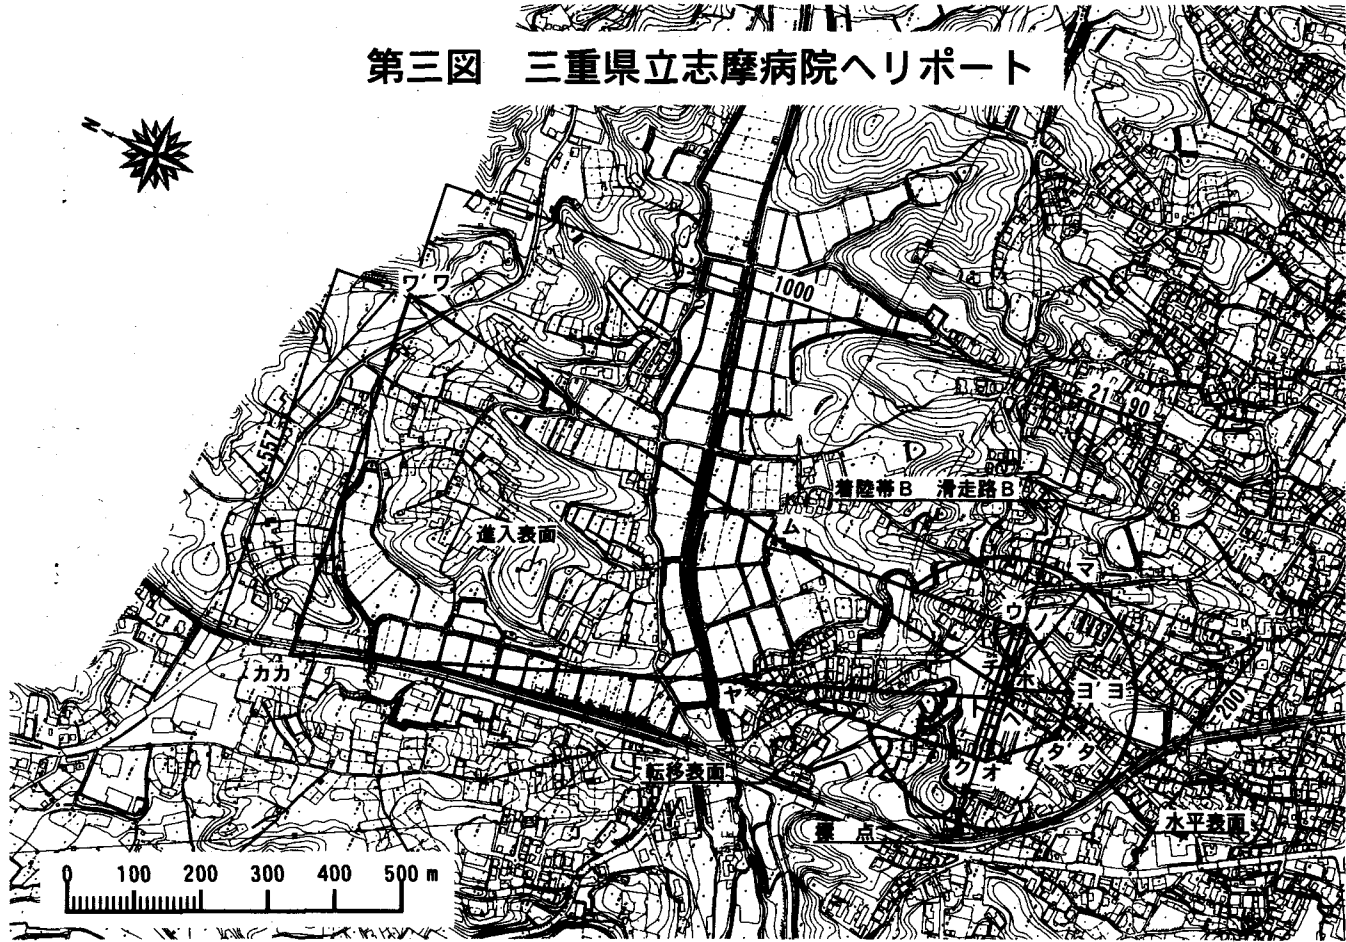 第三図 三重県立志摩病院ヘリポート
N
ワ' ワ
1000
21°-90
557
着陸帯B 滑走路B
進入表面
ム
マ
ウ
ノ
チ
ホ
ヨ' ヨ
カカ'
ヤ
ト
ヘ
200
タ' タ
転移表面
ク オ
標 点
水平表面
0 100 200 300 400 500 m